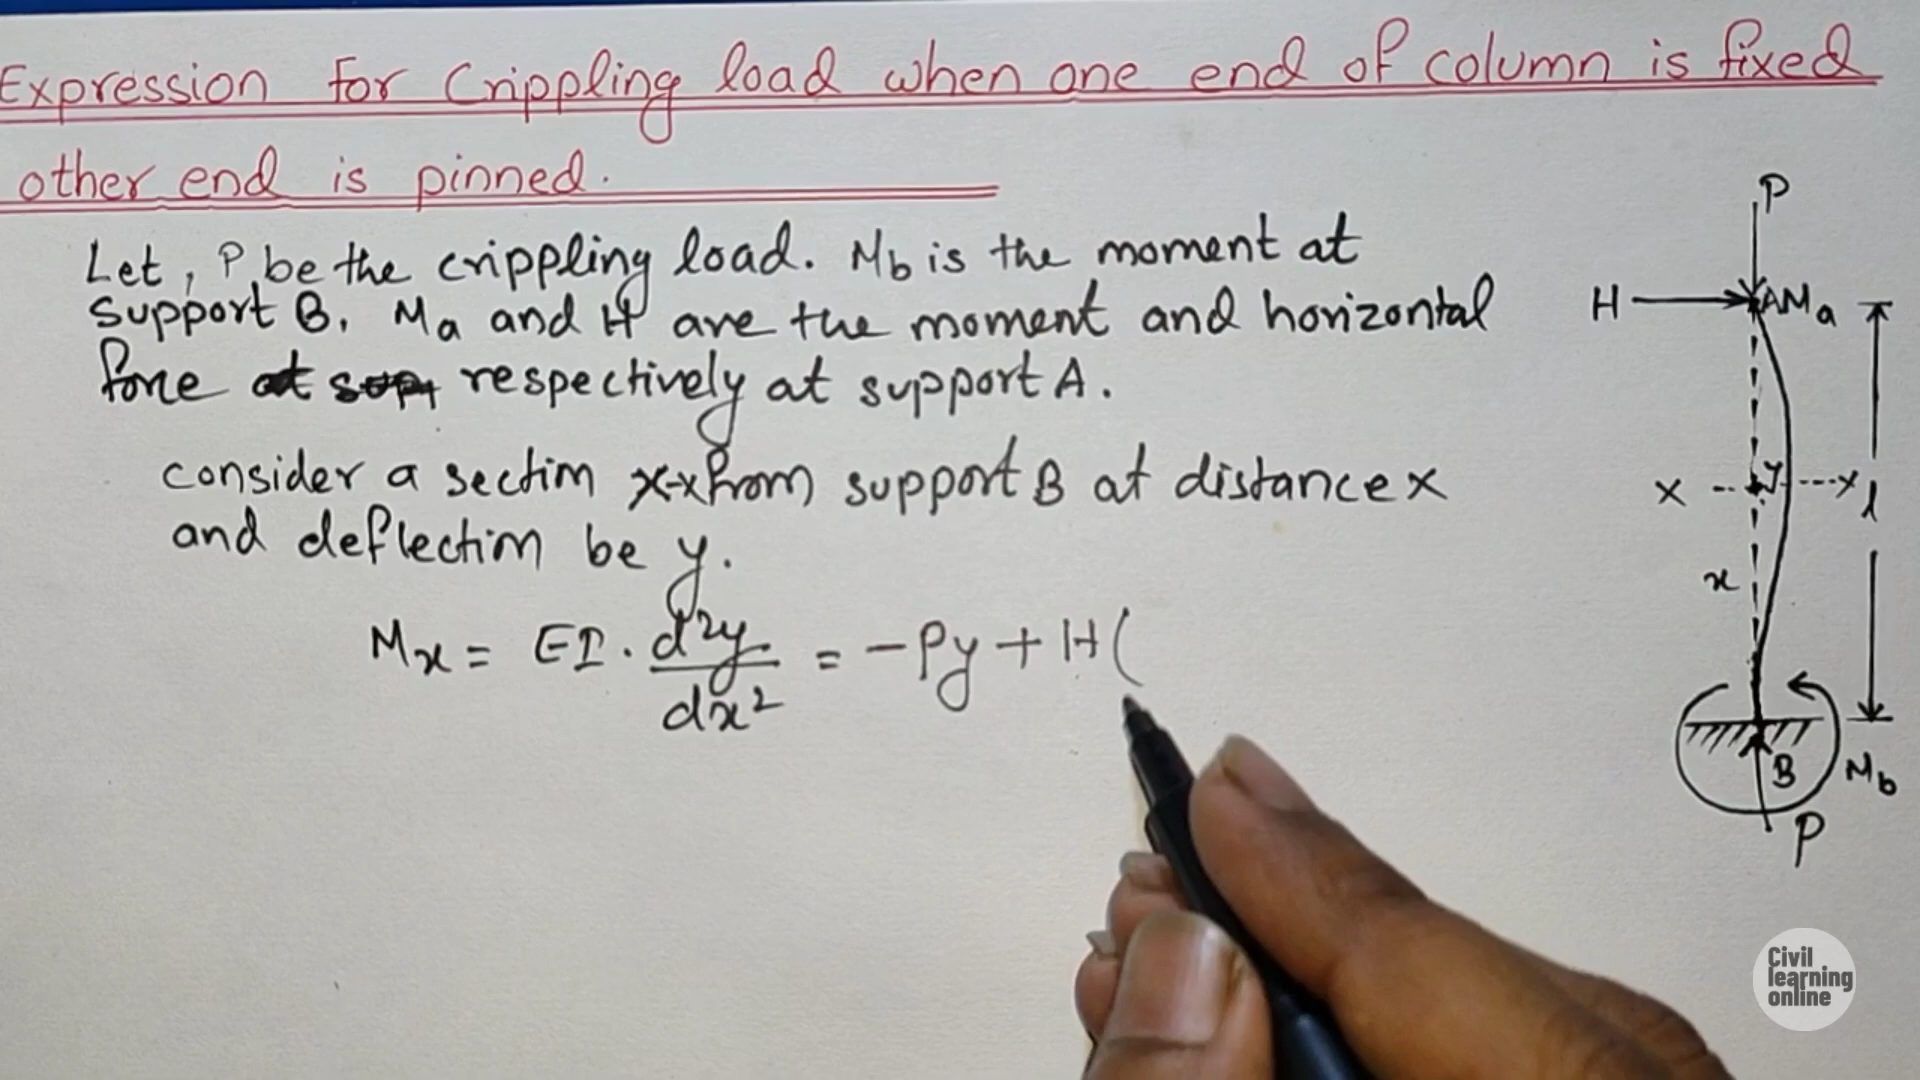 Expression for Crippling load when one end of column is fixed
other end is pinned.
Let, P be the crippling load. Mb is the moment at
support B. Ma and H are the moment and horizontal
force at sup respectively at support A.
consider a section x-x from support B at distance x
and deflection be y.
Mx = EI . d²y/dx² = -Py + H(
P
H
A Ma
x y x
l
x
B Mb
P
Civil
learning
online